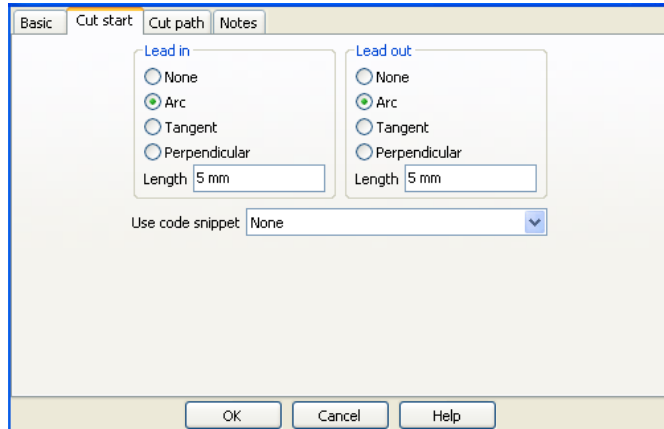 Basic Cut start Cut path Notes
Lead in Lead out
None None
Arc Arc
Tangent Tangent
Perpendicular Perpendicular
Length 5 mm Length 5 mm
Use code snippet None
OK Cancel Help